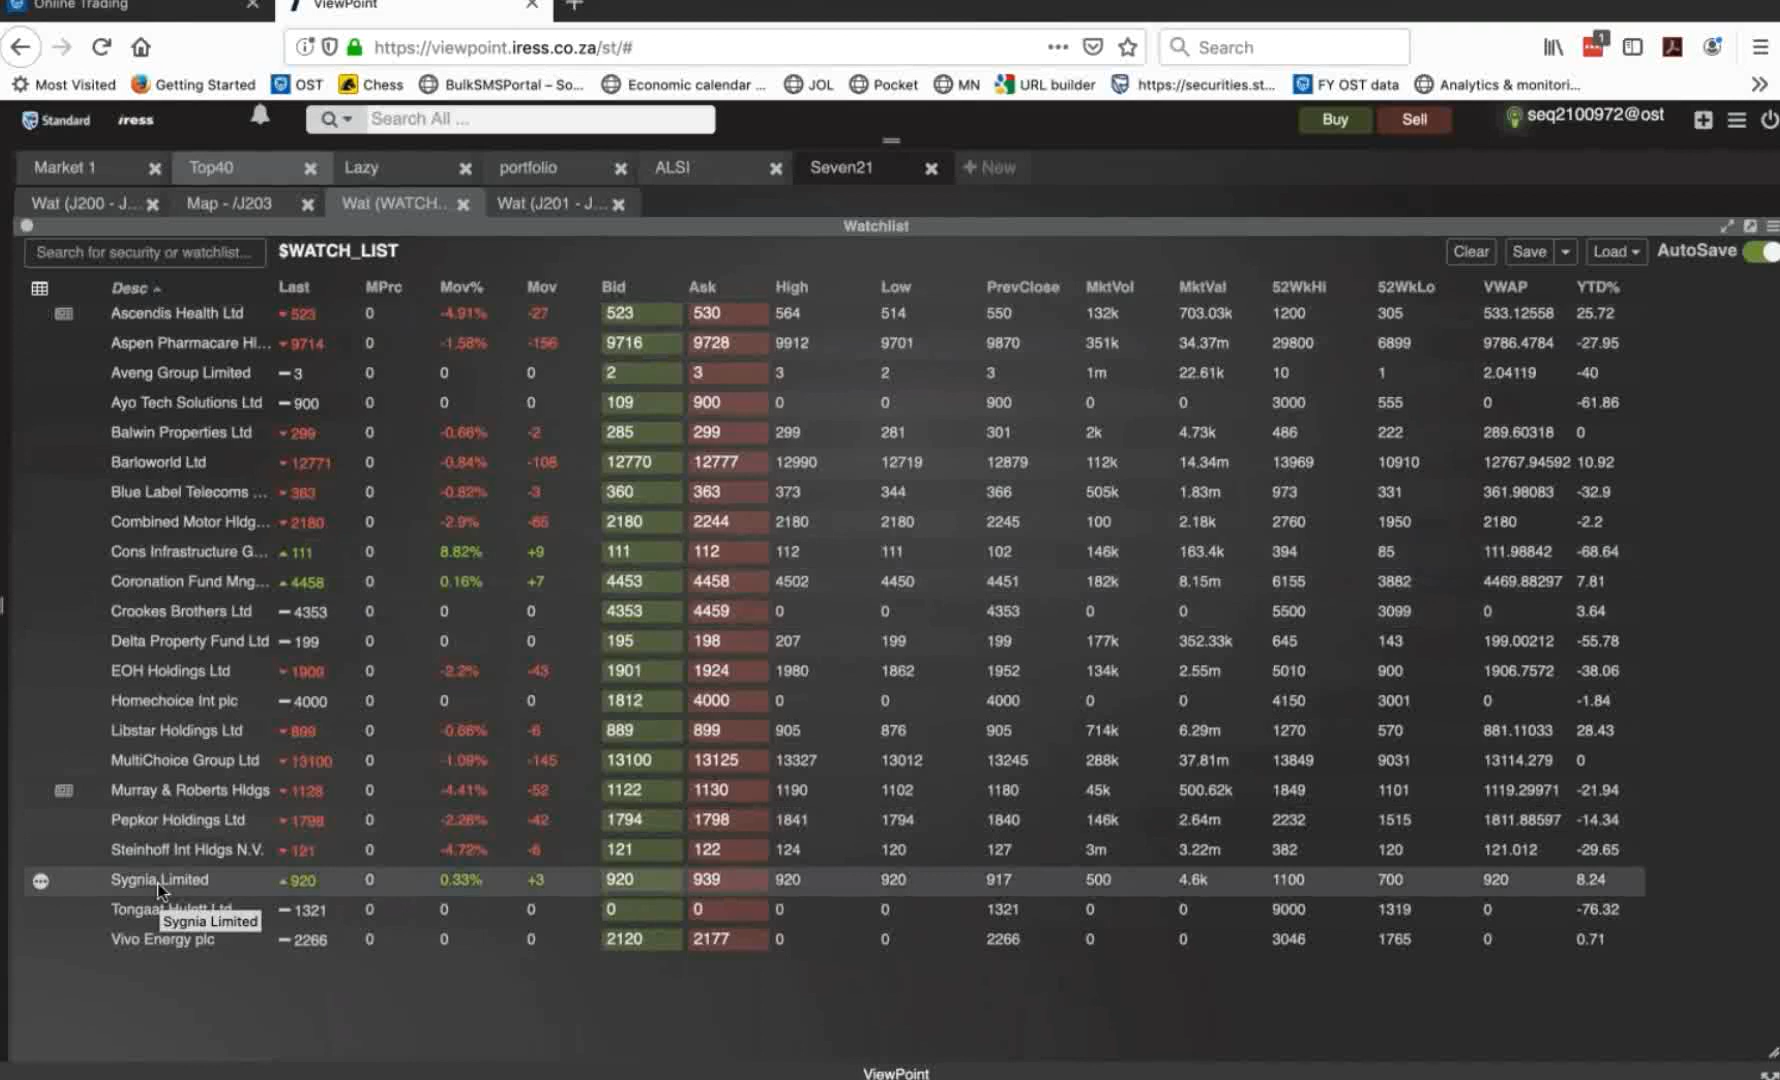 Online Trading
ViewPoint
https://viewpoint.iress.co.za/st/#
Search
1
Most Visited Getting Started OST Chess BulkSMSPortal – So... Economic calendar ... JOL Pocket MN URL builder https://securities.st... FY OST data Analytics & monitori...
Standard iress Search All ... Buy Sell seq2100972@ost
Market 1 Top40 Lazy portfolio ALSI Seven21 + New
Wat (J200 - J... Map - /J203 Wat (WATCH.. Wat (J201 - J...
Watchlist
Search for security or watchlist... $WATCH_LIST Clear Save Load AutoSave
Desc Last MPrc Mov% Mov Bid Ask High Low PrevClose MktVol MktVal 52WkHi 52WkLo VWAP YTD%
Ascendis Health Ltd 523 0 -4.91% -27 523 530 564 514 550 132k 703.03k 1200 305 533.12558 25.72
Aspen Pharmacare Hl... 9714 0 -1.58% -156 9716 9728 9912 9701 9870 351k 34.37m 29800 6899 9786.4784 -27.95
Aveng Group Limited 3 0 0 0 2 3 3 2 3 1m 22.61k 10 1 2.04119 -40
Ayo Tech Solutions Ltd 900 0 0 0 109 900 0 0 900 0 0 3000 555 0 -61.86
Balwin Properties Ltd 299 0 -0.66% -2 285 299 299 281 301 2k 4.73k 486 222 289.60318 0
Barloworld Ltd 12771 0 -0.84% -108 12770 12777 12990 12719 12879 112k 14.34m 13969 10910 12767.94592 10.92
Blue Label Telecoms ... 363 0 -0.82% -3 360 363 373 344 366 505k 1.83m 973 331 361.98083 -32.9
Combined Motor Hldg... 2180 0 -2.9% -65 2180 2244 2180 2180 2245 100 2.18k 2760 1950 2180 -2.2
Cons Infrastructure G... 111 0 8.82% +9 111 112 112 111 102 146k 163.4k 394 85 111.98842 -68.64
Coronation Fund Mng... 4458 0 0.16% +7 4453 4458 4502 4450 4451 182k 8.15m 6155 3882 4469.88297 7.81
Crookes Brothers Ltd 4353 0 0 0 4353 4459 0 0 4353 0 0 5500 3099 0 3.64
Delta Property Fund Ltd 199 0 0 0 195 198 207 199 199 177k 352.33k 645 143 199.00212 -55.78
EOH Holdings Ltd 1909 0 -2.2% -43 1901 1924 1980 1862 1952 134k 2.55m 5010 900 1906.7572 -38.06
Homechoice Int plc 4000 0 0 0 1812 4000 0 0 4000 0 0 4150 3001 0 -1.84
Libstar Holdings Ltd 899 0 -0.66% -6 889 899 905 876 905 714k 6.29m 1270 570 881.11033 28.43
MultiChoice Group Ltd 13100 0 -1.09% -145 13100 13125 13327 13012 13245 288k 37.81m 13849 9031 13114.279 0
Murray & Roberts Hldgs 1128 0 -4.41% -52 1122 1130 1190 1102 1180 45k 500.62k 1849 1101 1119.29971 -21.94
Pepkor Holdings Ltd 1798 0 -2.28% -42 1794 1798 1841 1794 1840 146k 2.64m 2232 1515 1811.88597 -14.34
Steinhoff Int Hldgs N.V. 121 0 -4.72% -6 121 122 124 120 127 3m 3.22m 382 120 121.012 -29.65
Sygnia Limited 920 0 0.33% +3 920 939 920 920 917 500 4.6k 1100 700 920 8.24
Tongaat Hulett Ltd 1321 0 0 0 0 0 0 0 1321 0 0 9000 1319 0 -76.32
Sygnia Limited
Vivo Energy plc 2266 0 0 0 2120 2177 0 0 2266 0 0 3046 1765 0 0.71
ViewPoint